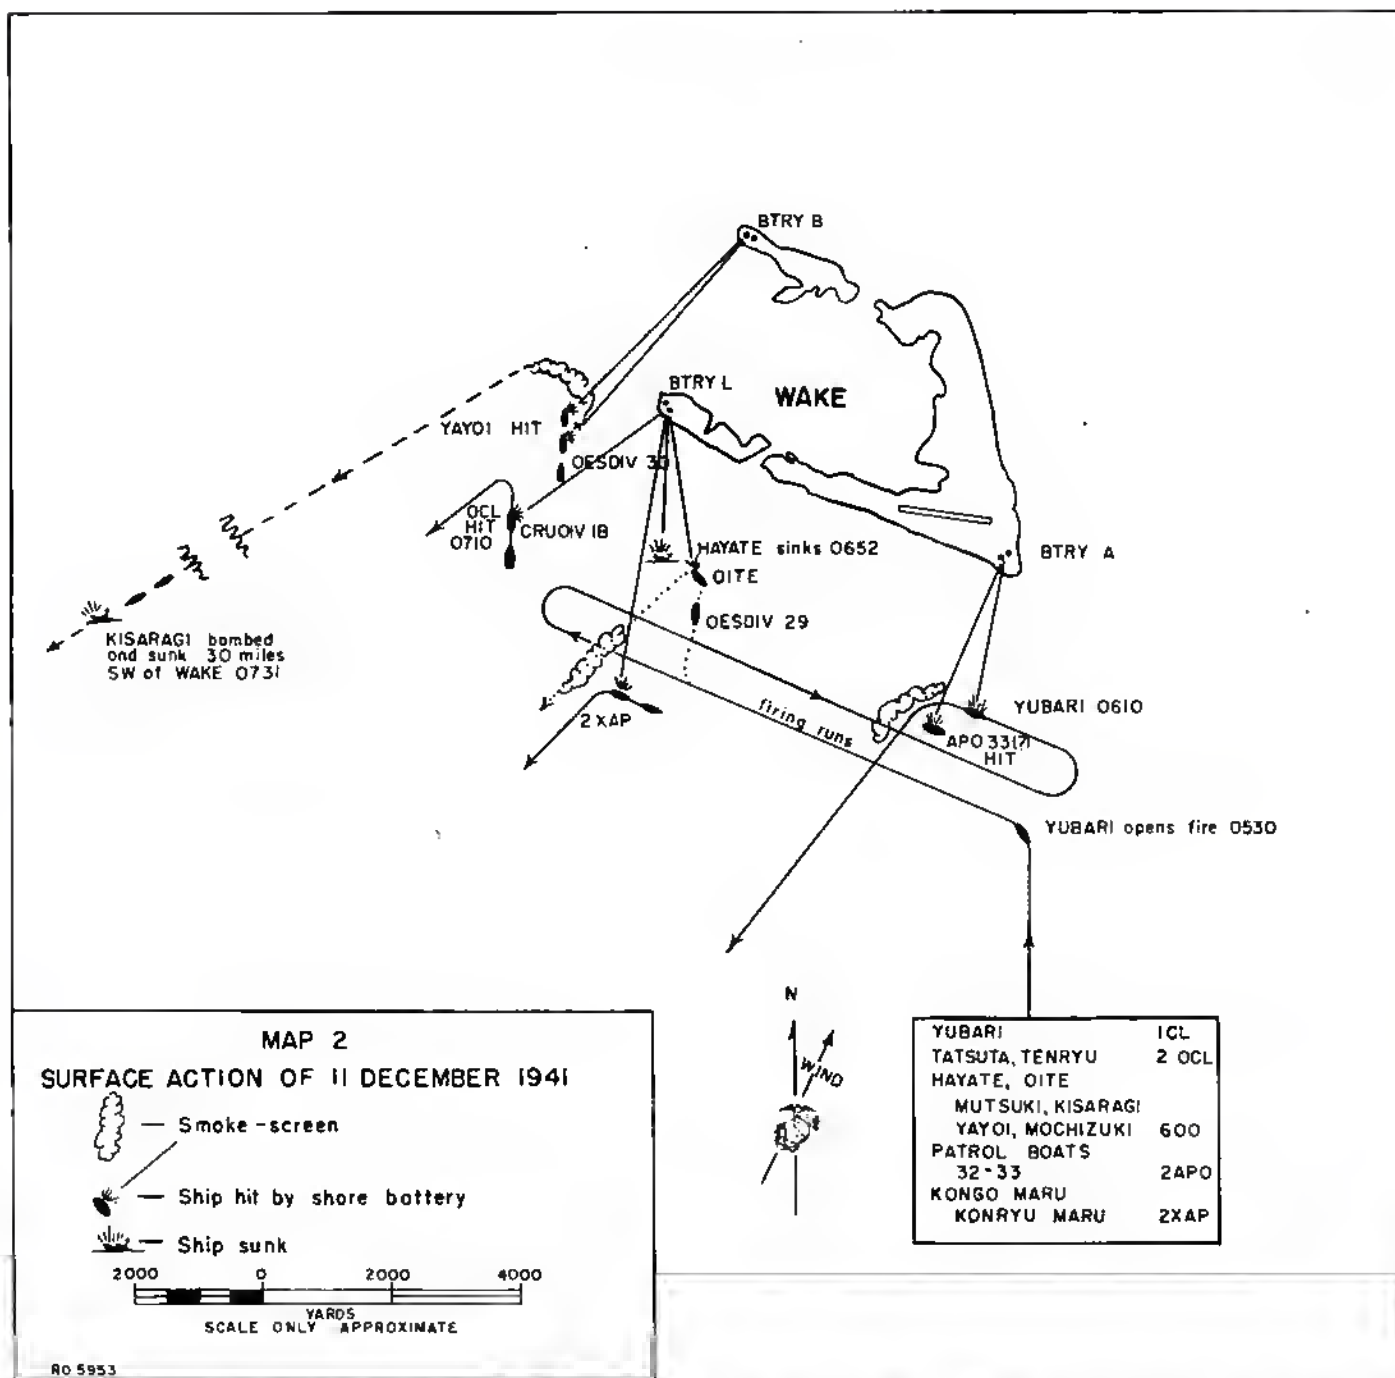 BTRY B
BTRY L
WAKE
YAYOI HIT
OESDIV 30
OCL
HIT
0710
CRUDIV 18
HAYATE sinks 0652
OITE
BTRY A
OESDIV 29
KISARAGI bombed
and sunk 30 miles
SW of WAKE 0731
2 XAP
firing runs
YUBARI 0610
APO 33(?)
HIT
YUBARI opens fire 0530
N
WIND
YUBARI 1CL
TATSUTA, TENRYU 2 OCL
HAYATE, OITE
MUTSUKI, KISARAGI
YAYOI, MOCHIZUKI 6OO
PATROL BOATS
32-33 2APO
KONGO MARU
KONRYU MARU 2XAP
MAP 2
SURFACE ACTION OF 11 DECEMBER 1941
— Smoke-screen
— Ship hit by shore battery
— Ship sunk
2000 0 2000 4000
YARDS
SCALE ONLY APPROXIMATE
RO 5953